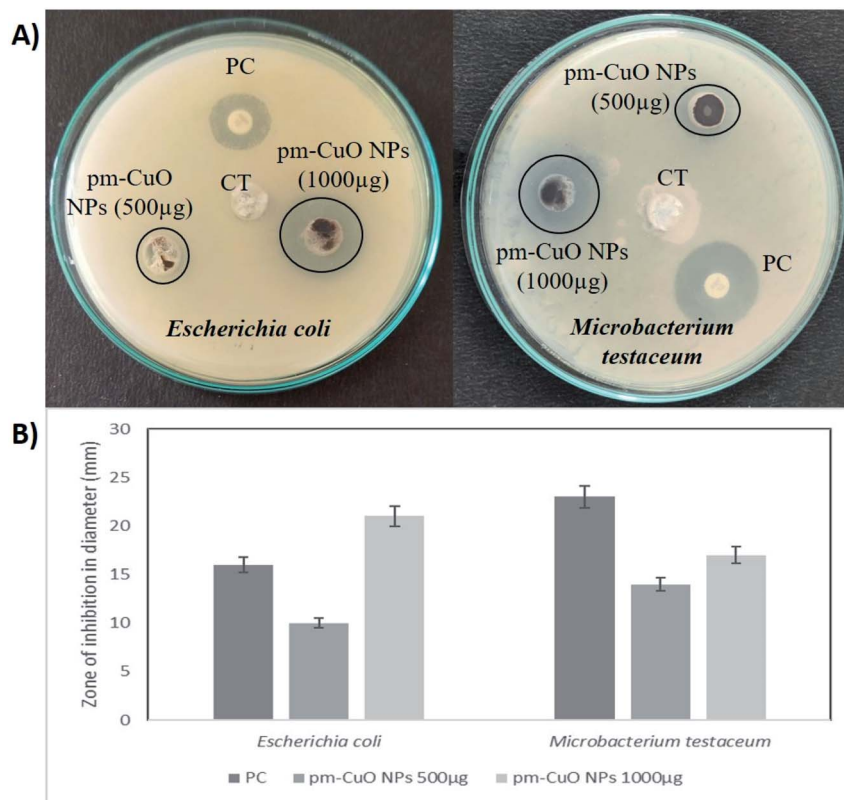 A)
PC
CT
pm-CuO NPs
(1000µg)
pm-CuO
NPs (500µg)
Escherichia coli
pm-CuO NPs
(500µg)
CT
pm-CuO NPs
(1000µg)
PC
Microbacterium
testaceum
B)
Zone of inhibition in diameter (mm)
30
25
20
15
10
5
0
Escherichia coli
Microbacterium testaceum
PC pm-CuO NPs 500µg pm-CuO NPs 1000µg